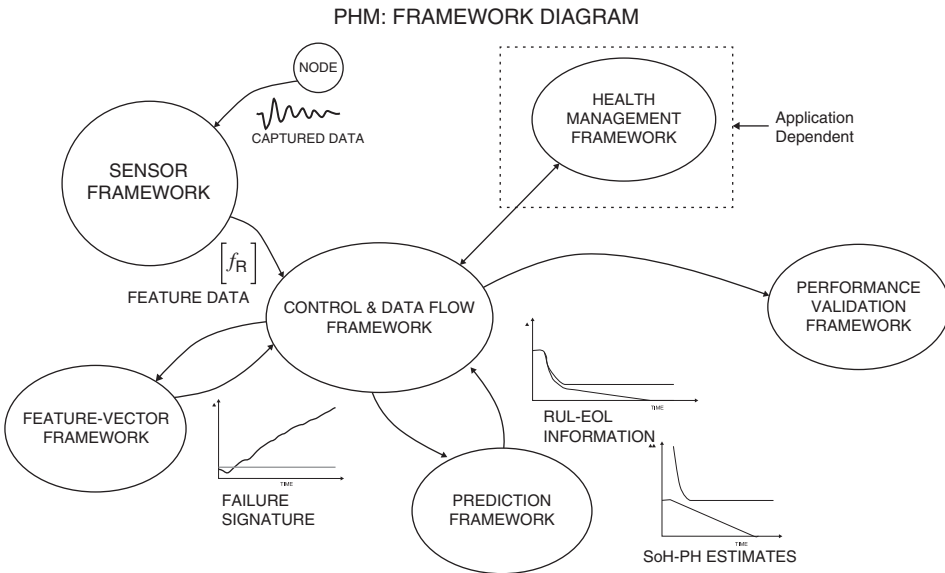 PHM: FRAMEWORK DIAGRAM
NODE
CAPTURED DATA
SENSOR
FRAMEWORK
HEALTH
MANAGEMENT
FRAMEWORK
Application
Dependent
[fR]
FEATURE DATA
CONTROL & DATA FLOW
FRAMEWORK
PERFORMANCE
VALIDATION
FRAMEWORK
FEATURE-VECTOR
FRAMEWORK
TIME
FAILURE
SIGNATURE
PREDICTION
FRAMEWORK
TIME
RUL-EOL
INFORMATION
TIME
SoH-PH ESTIMATES